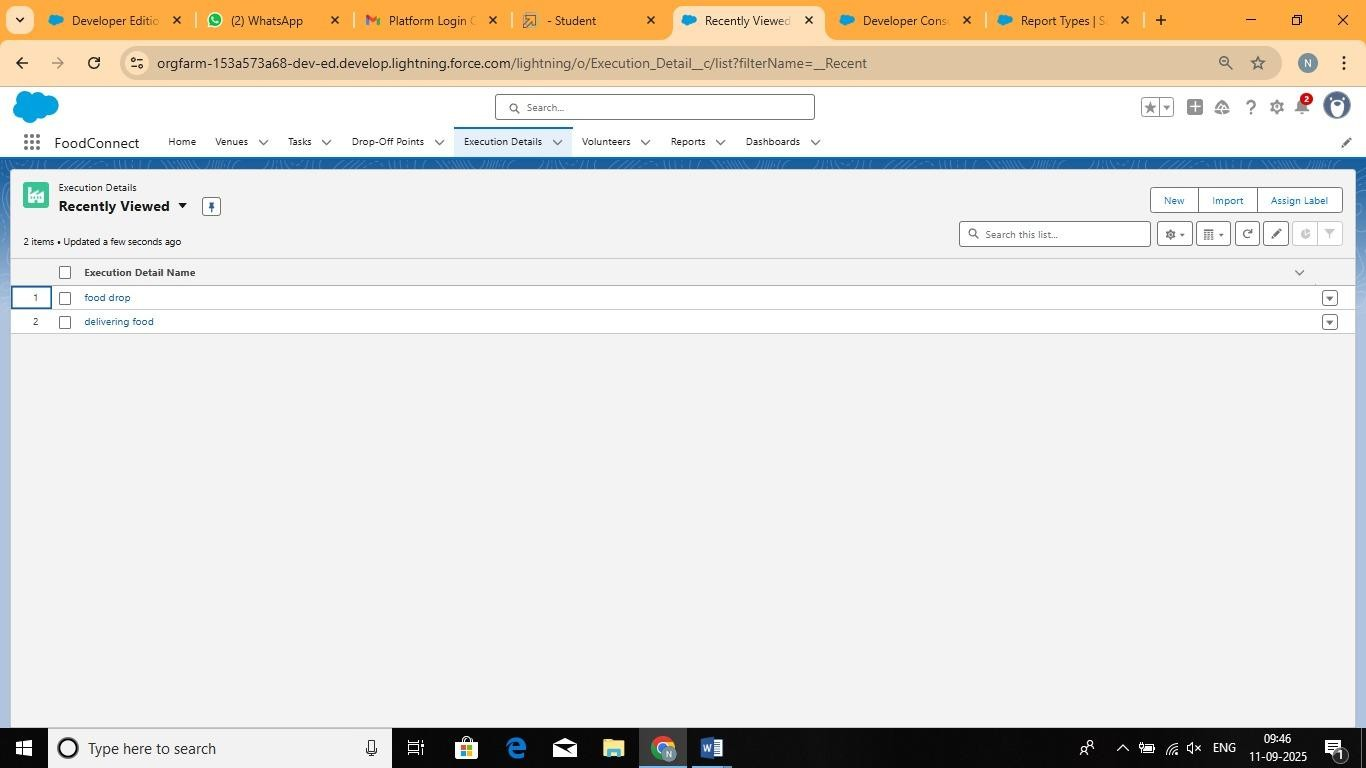 Developer Editio
(2) WhatsApp
Platform Login C
- Student
Recently Viewed
Developer Cons
Report Types | S
orgfarm-153a573a68-dev-ed.develop.lightning.force.com/lightning/o/Execution_Detail__c/list?filterName=__Recent
N
Search...
2
FoodConnect
Home
Venues
Tasks
Drop-Off Points
Execution Details
Volunteers
Reports
Dashboards
Execution Details
Recently Viewed
New
Import
Assign Label
2 items • Updated a few seconds ago
Search this list...
Execution Detail Name
1 food drop
2 delivering food
Type here to search
ENG
09:46
11-09-2025
1